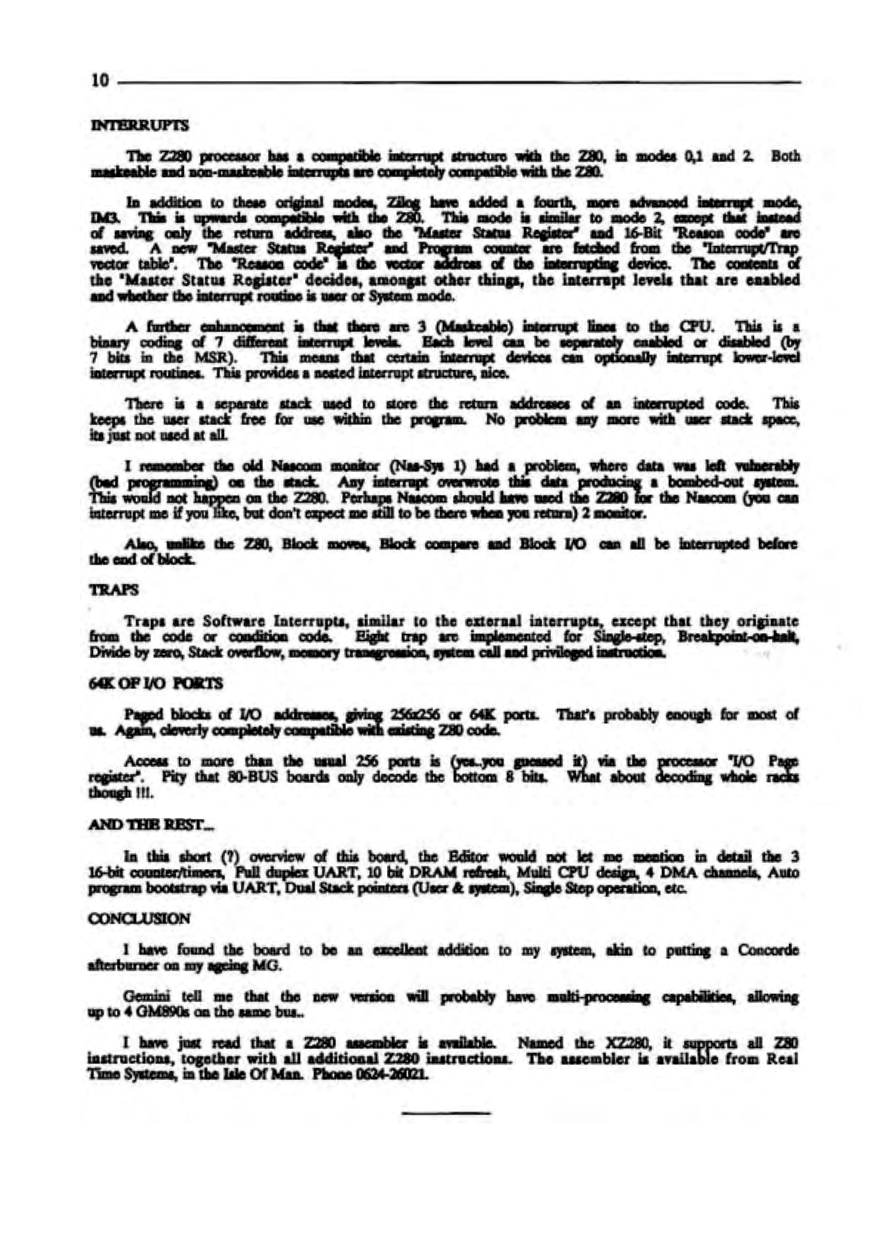 10
INTERRUPTS
The Z280 processor has a compatible interrupt structure with the Z80, in modes 0,1 and 2. Both
maskeable and non-maskeable interrupts are completely compatible with the Z80.
In addition to these original modes, Zilog have added a fourth, more advanced interrupt mode,
IM3. This is upwards compatible with the Z80. This mode is similar to mode 2, except that instead
of saving only the return address, also the "Master Status Register" and 16-Bit "Reason code" are
saved. A new "Master Status Register" and Program counter are fetched from the "Interrupt/Trap
vector table". The "Reason code" is the vector address of the interrupting device. The contents of
the "Master Status Register" decides, amongst other things, the interrupt levels that are enabled
and whether the interrupt routine is user or System mode.
A further enhancement is that there are 3 (Maskeable) interrupt lines to the CPU. This is a
binary coding of 7 different interrupt levels. Each level can be separately enabled or disabled (by
7 bits in the MSR). This means that certain interrupt devices can optionally interrupt lower-level
interrupt routines. This provides a nested interrupt structure, nice.
There is a separate stack used to store the return addresses of an interrupted code. This
keeps the user stack free for use within the program. No problem any more with user stack space,
its just not used at all.
I remember the old Nascom monitor (Nas-Sys 1) had a problem, where data was left vulnerably
(bad programming) on the stack. Any interrupt overwrote this data producing a bombed-out system.
This would not happen on the Z280. Perhaps Nascom should have used the Z280 for the Nascom (you can
interrupt me if you like, but don't expect me still to be there when you return) 2 monitor.
Also, unlike the Z80, Block moves, Block compare and Block I/O can all be interrupted before
the end of block.
TRAPS
Traps are Software Interrupts, similar to the external interrupts, except that they originate
from the code or condition code. Eight trap are implemented for Single-step, Breakpoint-on-halt,
Divide by zero, Stack overflow, memory transgression, system call and privileged instruction.
64K OF I/O PORTS
Paged blocks of I/O addresses, giving 256x256 or 64K ports. That's probably enough for most of
us. Again, cleverly completely compatible with existing Z80 code.
Access to more than the usual 256 ports is (yes..you guessed it) via the processor "I/O Page
register". Pity that 80-BUS boards only decode the bottom 8 bits. What about decoding whole racks
though !!!.
AND THE REST...
In this short (?) overview of this board, the Editor would not let me mention in detail the 3
16-bit counter/timers, Full duplex UART, 10 bit DRAM refresh, Multi CPU design, 4 DMA channels, Auto
program bootstrap via UART, Dual Stack pointers (User & system), Single Step operation, etc.
CONCLUSION
I have found the board to be an excellent addition to my system, akin to putting a Concorde
afterburner on my ageing MG.
Gemini tell me that the new version will probably have multi-processing capabilities, allowing
up to 4 GM890s on the same bus..
I have just read that a Z280 assembler is available. Named the XZ280, it supports all Z80
instructions, together with all additional Z280 instructions. The assembler is available from Real
Time Systems, in the Isle Of Man. Phone 0624-26021.